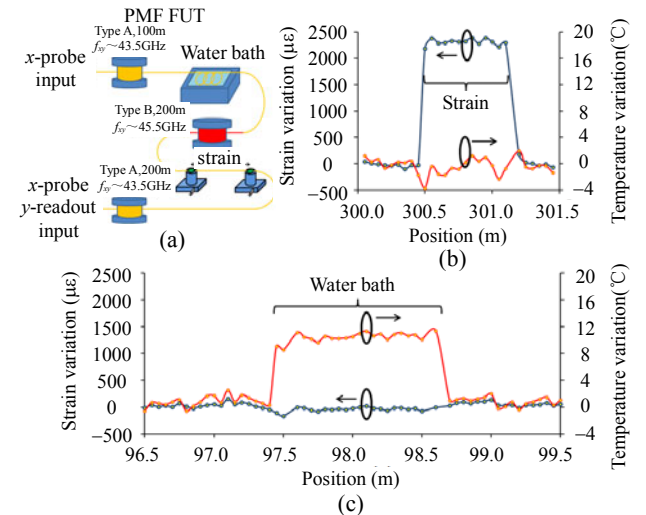 (a)
PMF FUT
Type A,100m
fxy～43.5GHz
x-probe
input
Water bath
Type B,200m
fxy～45.5GHz
strain
Type A,200m
fxy～43.5GHz
x-probe
y-readout
input
(a)
2500
2000
1500
1000
500
0
−500
Strain variation (με)
Strain
20
16
12
8
4
0
−4
Temperature variation(℃)
300.0 300.5 301.0 301.5
Position (m)
(b)
2500
2000
1500
1000
500
0
−500
Strain variation (με)
Water bath
20
16
12
8
4
0
−4
Temperature variation(℃)
96.5 97.0 97.5 98.0 98.5 99.0 99.5
Position (m)
(c)